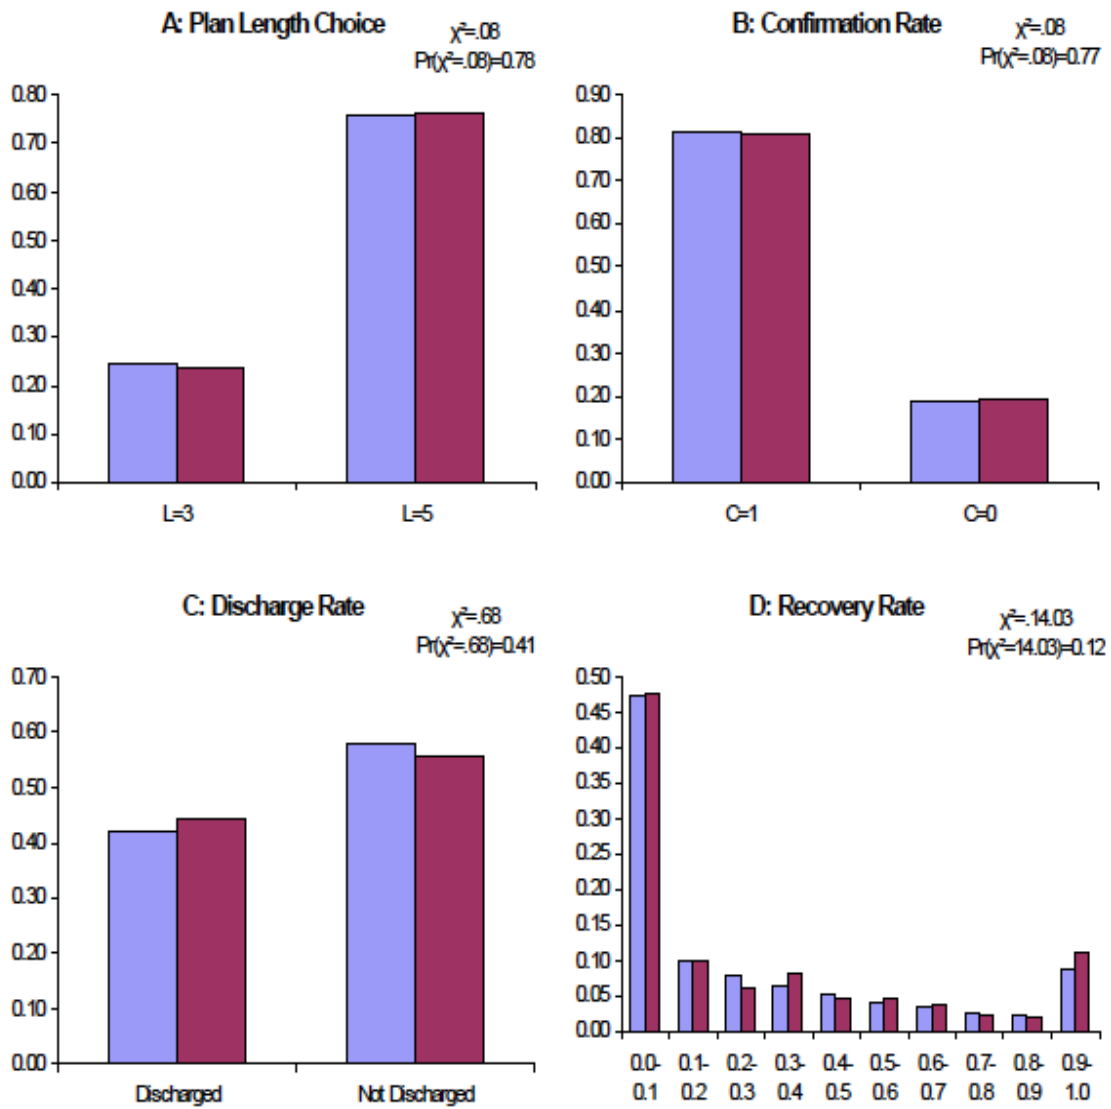 A: Plan Length Choice
χ²=.08
Pr(χ²=.08)=0.78
0.80
0.70
0.60
0.50
0.40
0.30
0.20
0.10
0.00
L=3 L=5
B: Confirmation Rate
χ²=.08
Pr(χ²=.08)=0.77
0.90
0.80
0.70
0.60
0.50
0.40
0.30
0.20
0.10
0.00
C=1 C=0
C: Discharge Rate
χ²=.68
Pr(χ²=.68)=0.41
0.70
0.60
0.50
0.40
0.30
0.20
0.10
0.00
Discharged Not Discharged
D: Recovery Rate
χ²=.14.03
Pr(χ²=14.03)=0.12
0.50
0.45
0.40
0.35
0.30
0.25
0.20
0.15
0.10
0.05
0.00
0.0- 0.1- 0.2- 0.3- 0.4- 0.5- 0.6- 0.7- 0.8- 0.9-
0.1 0.2 0.3 0.4 0.5 0.6 0.7 0.8 0.9 1.0